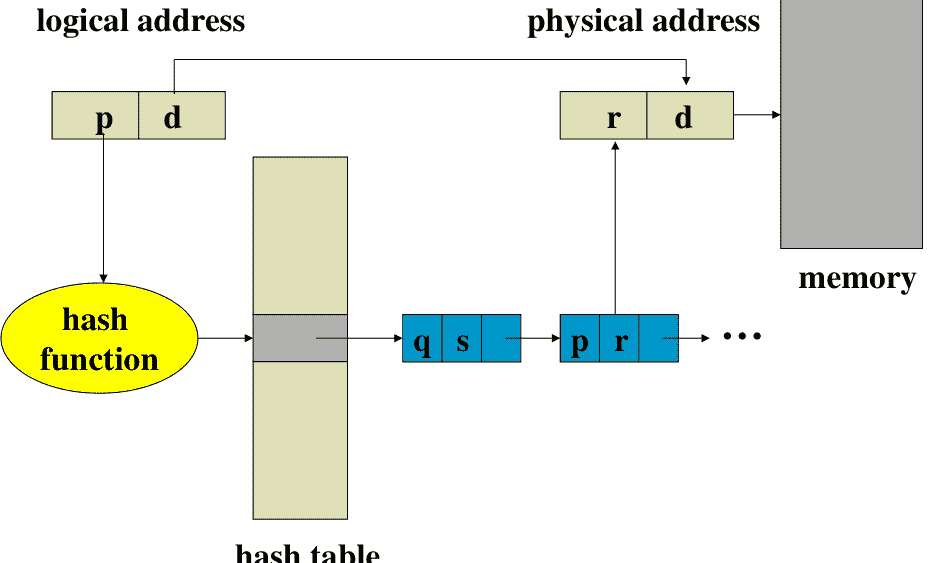 logical address
physical address
p d
r d
memory
hash
function
q s
p r
...
hash table